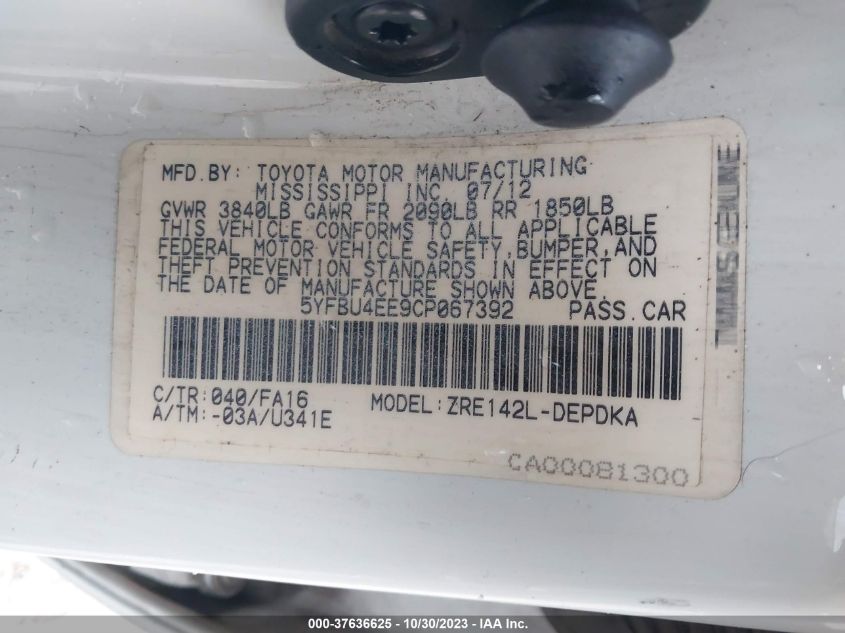 MFD.BY: TOYOTA MOTOR MANUFACTURING
MISSISSIPPI INC. 07/12
GVWR 3840LB GAWR FR 2090LB RR 1850LB
THIS VEHICLE CONFORMS TO ALL APPLICABLE
FEDERAL MOTOR VEHICLE SAFETY,BUMPER,AND
THEFT PREVENTION STANDARDS IN EFFECT ON
THE DATE OF MANUFACTURE SHOWN ABOVE.
5YFBU4EE9CP067392 PASS.CAR
C/TR:040/FA16 MODEL:ZRE142L-DEPDKA
A/TM:-03A/U341E
CA00081300
000-37636625 - 10/30/2023 - IAAI.com